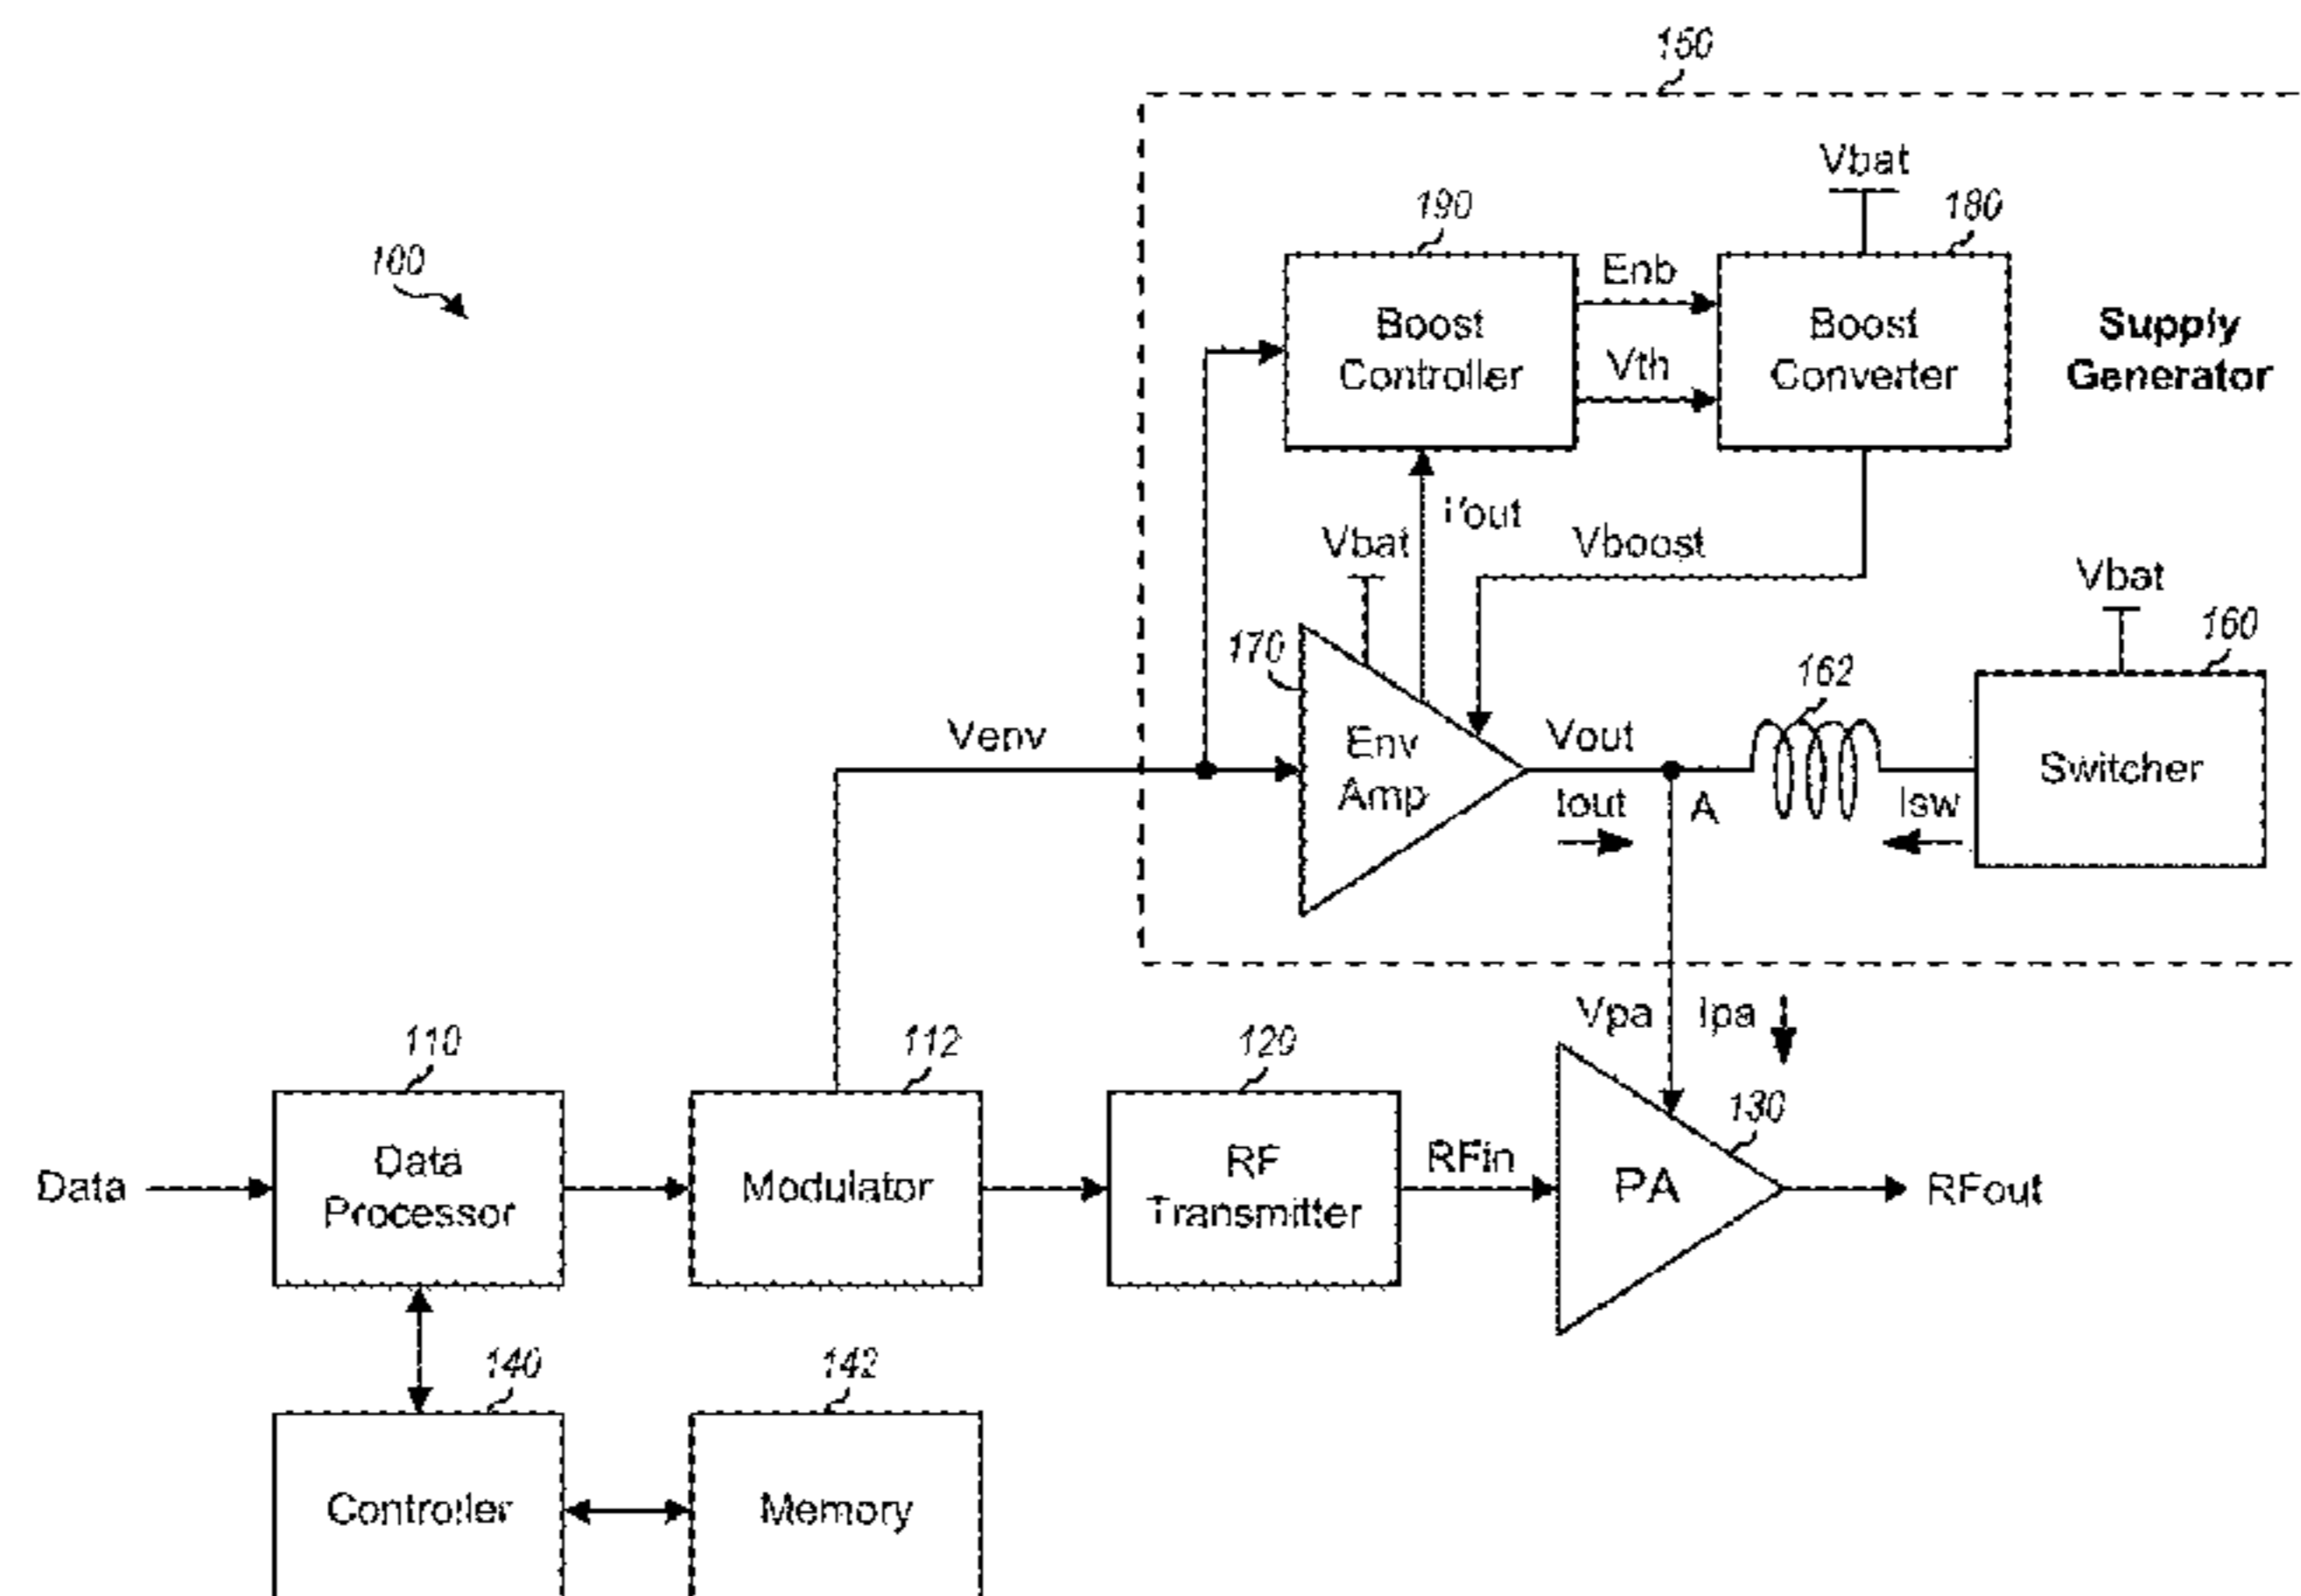 150
Vbat
190
180
100
Enb
Boost
Controller
Boost
Converter
Supply
Generator
Vth
Vbat
Vboost
Vbat
170
162
160
Venv
Env
Amp
Vout
Iout
A
Isw
Switcher
Vpa
Ipa
110
112
120
130
Data
Data
Processor
Modulator
RF
Transmitter
RFin
PA
RFout
140
142
Controller
Memory